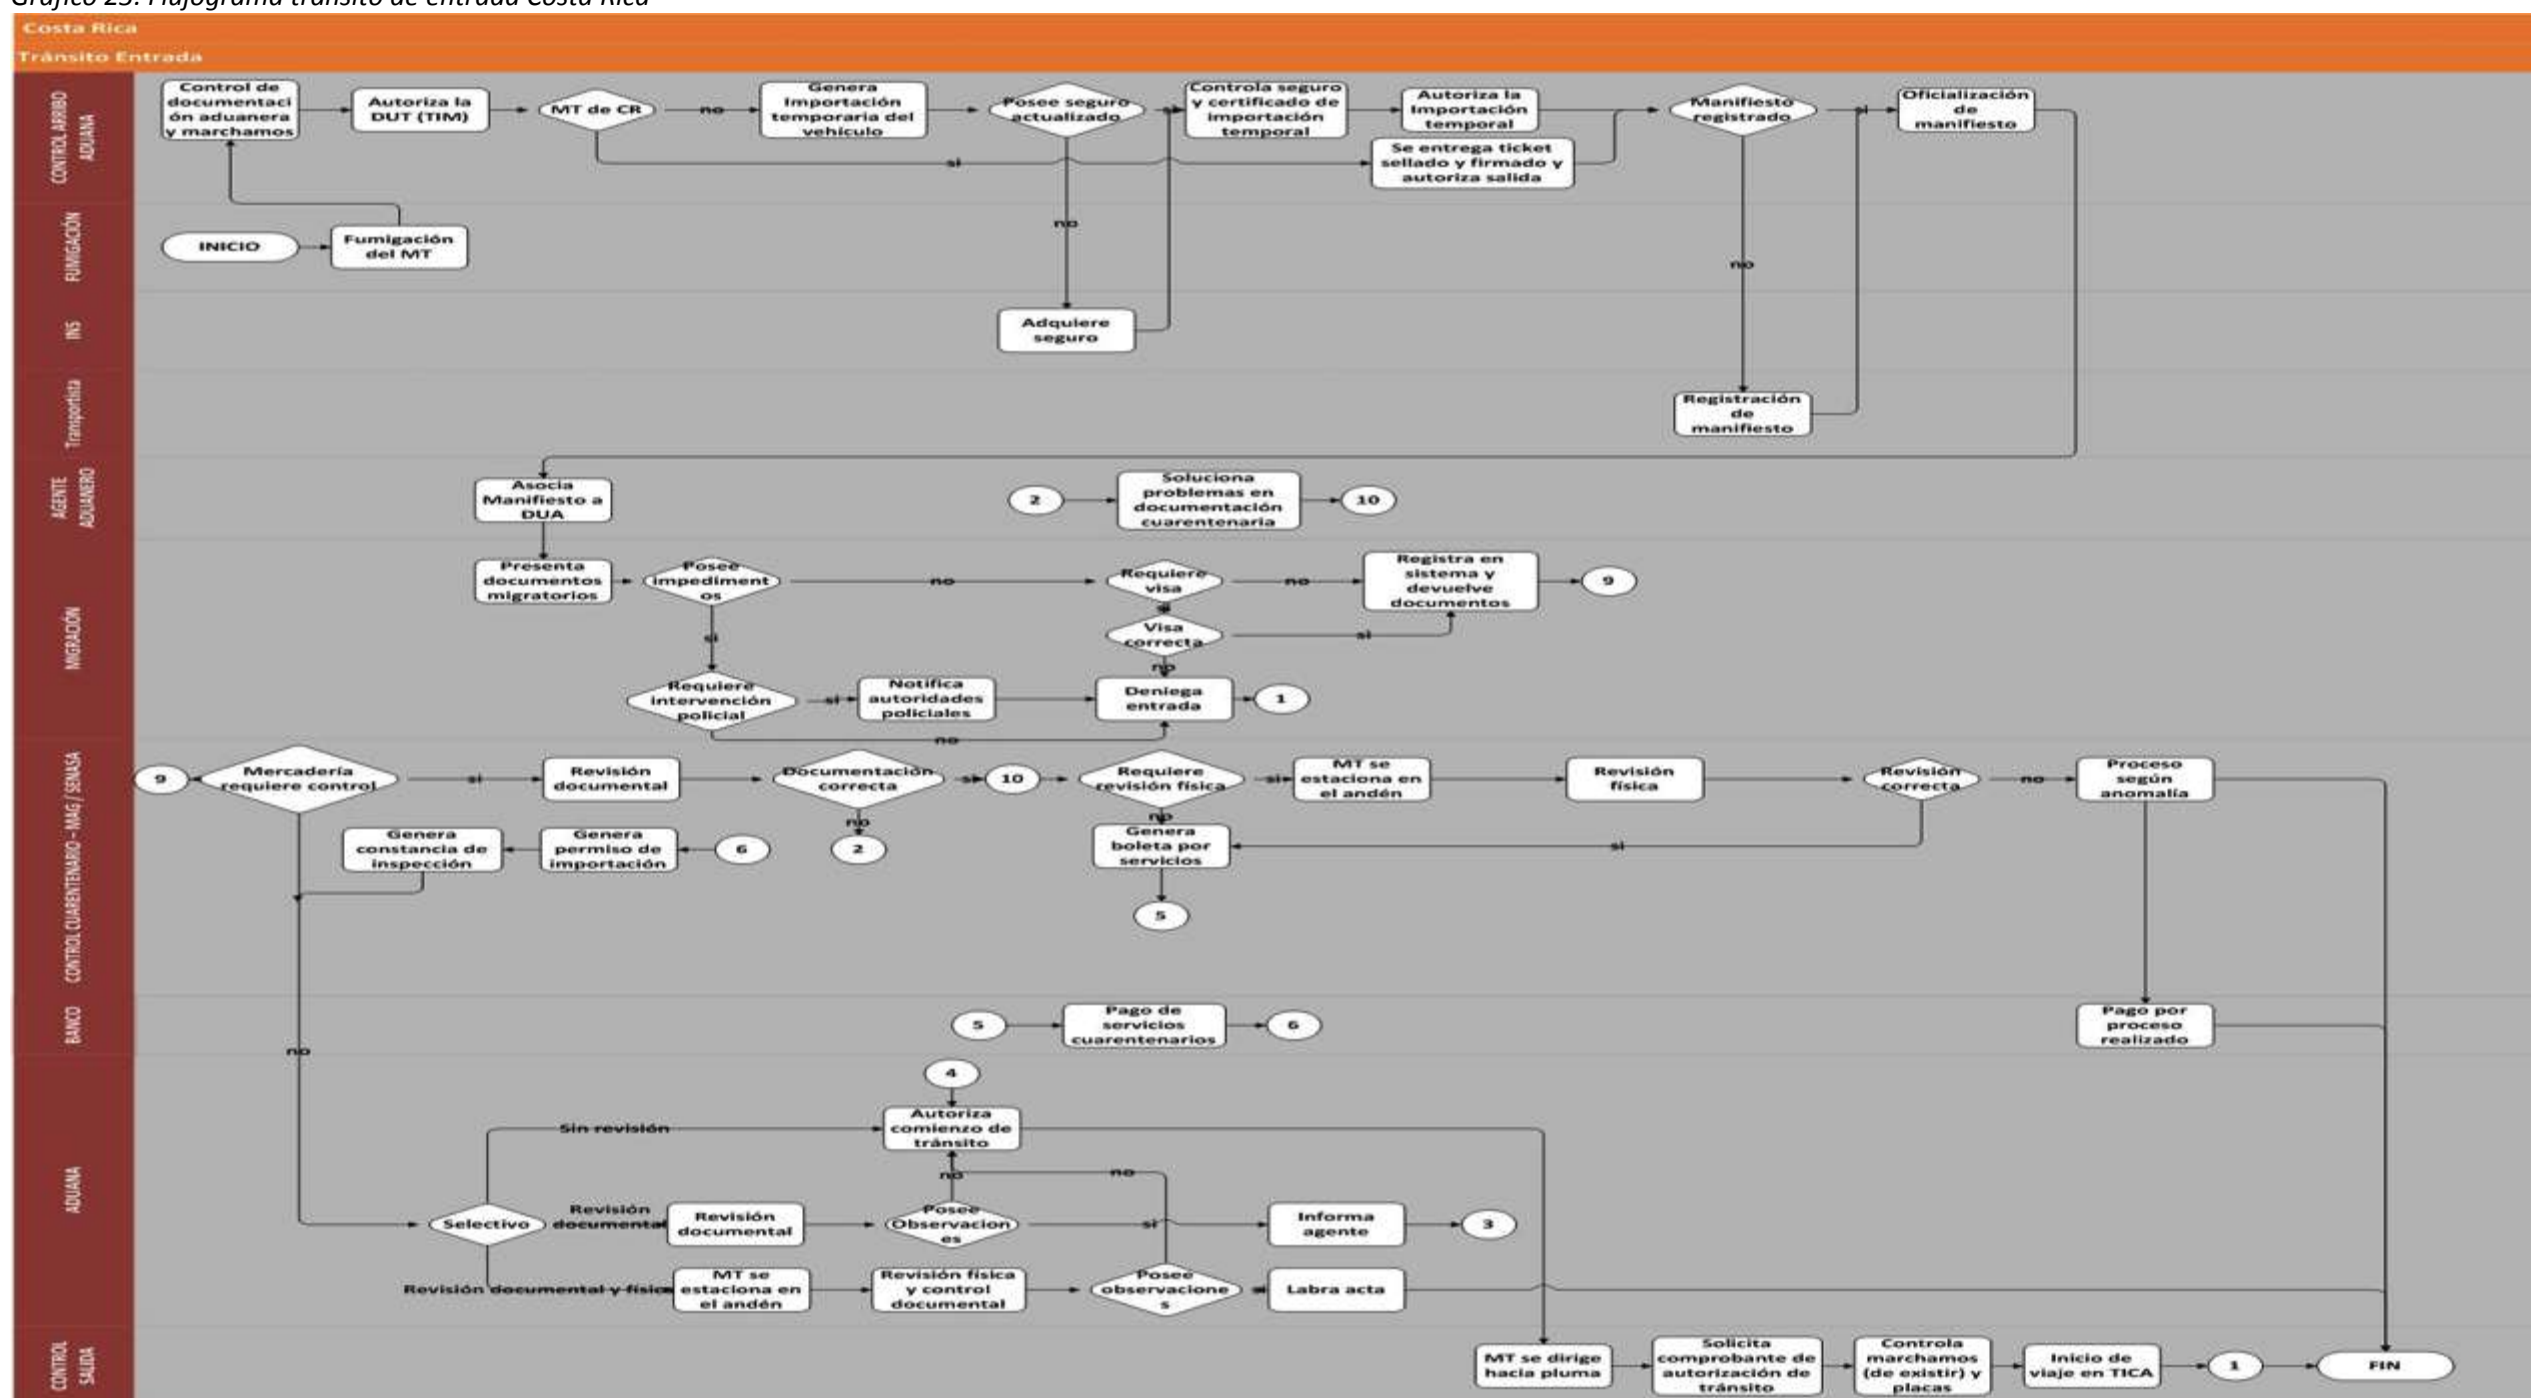 Gráfico 25. Flujograma tránsito de entrada Costa Rica
Costa Rica
Tránsito Entrada
CONTROL ARRIBO
ADUANA
Control de
documentaci
ón aduanera
y marchamos
Autoriza la
DUT (TIM)
MT de CR
no
Genera
Importación
temporaria del
vehículo
Posee seguro
actualizado
si
Controla seguro
y certificado de
importación
temporal
Autoriza la
Importación
temporal
Manifiesto
registrado
si
Oficialización
de
manifiesto
si
Se entrega ticket
sellado y firmado y
autoriza salida
FUMIGACIÓN
INICIO
Fumigación
del MT
no
no
INS
Adquiere
seguro
Transportista
Registración
de
manifiesto
AGENTE
ADUANERO
Asocia
Manifiesto a
DUA
2
Soluciona
problemas en
documentación
cuarentenaria
10
MIGRACIÓN
Presenta
documentos
migratorios
Posee
impediment
os
no
Requiere
visa
no
Registra en
sistema y
devuelve
documentos
9
si
Visa
correcta
si
no
Requiere
intervención
policial
si
Notifica
autoridades
policiales
Deniega
entrada
1
no
CONTROL CUARENTENARIO – MAG / SENASA
9
Mercadería
requiere control
si
Revisión
documental
Documentación
correcta
si
10
Requiere
revisión física
si
MT se
estaciona en
el andén
Revisión
física
Revisión
correcta
no
Proceso
según
anomalía
no
no
Genera
constancia de
inspección
Genera
permiso de
importación
6
2
Genera
boleta por
servicios
si
5
BANCO
5
Pago de
servicios
cuarentenarios
6
Pago por
proceso
realizado
no
ADUANA
4
Sin revisión
Autoriza
comienzo de
tránsito
no
no
Selectivo
Revisión
documental
Revisión
documental
Posee
Observacion
es
si
Informa
agente
3
Revisión documental y física
MT se
estaciona en
el andén
Revisión física
y control
documental
Posee
observacione
s
Labra acta
CONTROL
SALIDA
MT se dirige
hacia pluma
Solicita
comprobante de
autorización de
tránsito
Controla
marchamos
(de existir) y
placas
Inicio de
viaje en TICA
1
FIN